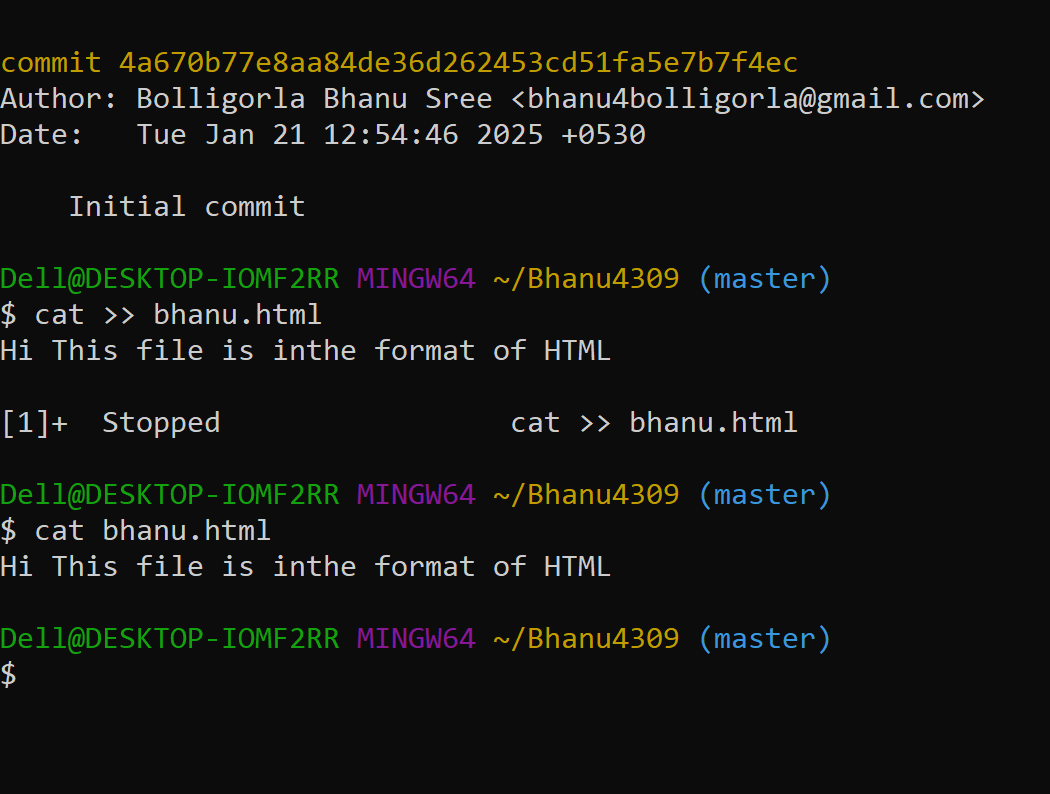 commit 4a670b77e8aa84de36d262453cd51fa5e7b7f4ec
Author: Bolligorla Bhanu Sree <bhanu4bolligorla@gmail.com>
Date:   Tue Jan 21 12:54:46 2025 +0530
    Initial commit
Dell@DESKTOP-IOMF2RR MINGW64 ~/Bhanu4309 (master)
$ cat >> bhanu.html
Hi This file is inthe format of HTML
[1]+  Stopped                 cat >> bhanu.html
Dell@DESKTOP-IOMF2RR MINGW64 ~/Bhanu4309 (master)
$ cat bhanu.html
Hi This file is inthe format of HTML
Dell@DESKTOP-IOMF2RR MINGW64 ~/Bhanu4309 (master)
$